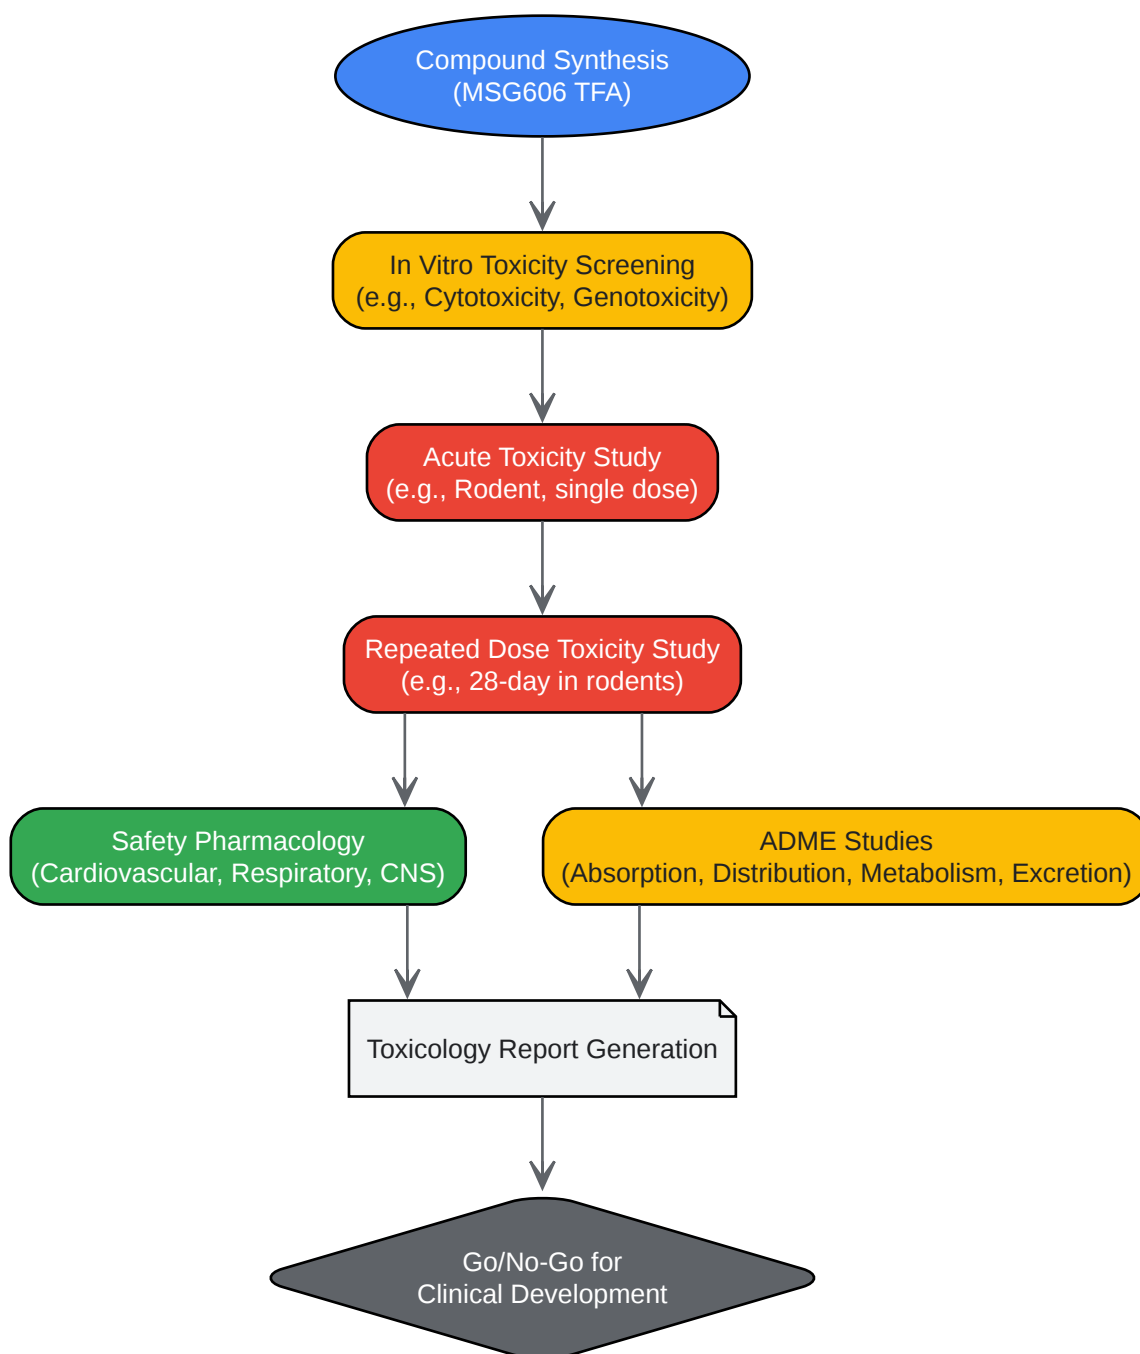 Compound Synthesis
(MSG606 TFA)
In Vitro Toxicity Screening
(e.g., Cytotoxicity, Genotoxicity)
Acute Toxicity Study
(e.g., Rodent, single dose)
Repeated Dose Toxicity Study
(e.g., 28-day in rodents)
Safety Pharmacology
(Cardiovascular, Respiratory, CNS)
ADME Studies
(Absorption, Distribution, Metabolism, Excretion)
Toxicology Report Generation
Go/No-Go for
Clinical Development